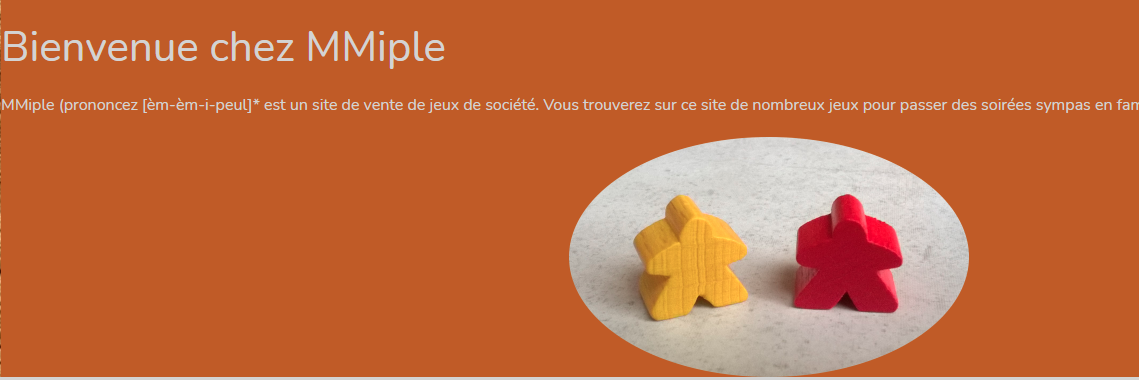 Bienvenue chez MMiple
MMiple (prononcez [èm-èm-i-peul]* est un site de vente de jeux de société. Vous trouverez sur ce site de nombreux jeux pour passer des soirées sympas en